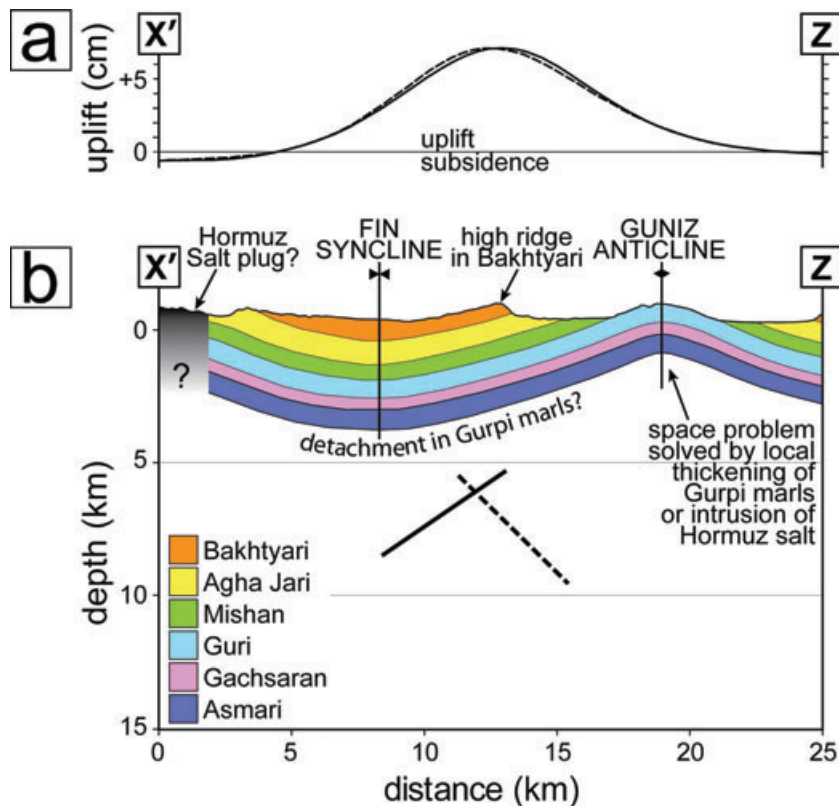 a
X'
Z
uplift (cm)
+5
0
uplift
subsidence
b
X'
Z
Hormuz
Salt plug?
FIN
SYNCLINE
high ridge
in Bakhtyari
GUNIZ
ANTICLINE
?
detachment in Gurpi marls?
space problem
solved by local
thickening of
Gurpi marls
or intrusion of
Hormuz salt
depth (km)
0
5
10
15
Bakhtyari
Agha Jari
Mishan
Guri
Gachsaran
Asmari
0
5
10
15
20
25
distance (km)